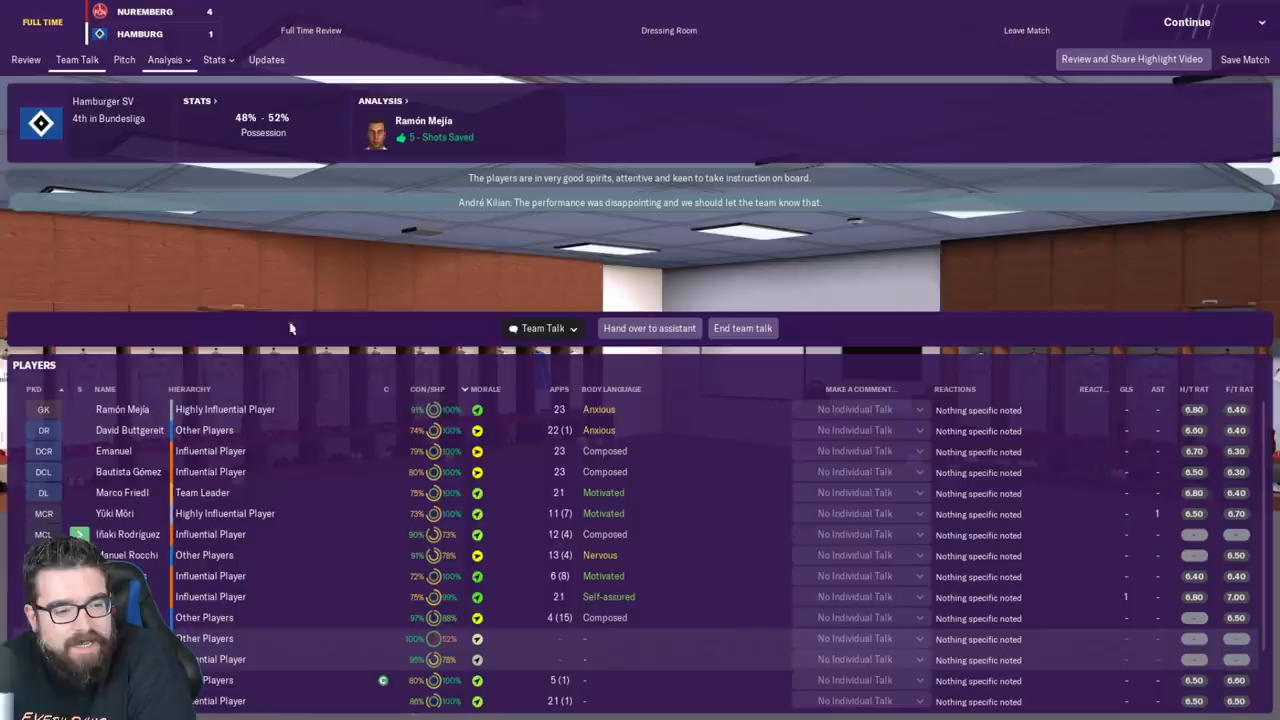 FULL TIME
NUREMBERG 4
HAMBURG 1
Full Time Review
Dressing Room
Leave Match
Continue
Review Team Talk Pitch Analysis Stats Updates
Review and Share Highlight Video Save Match
Hamburger SV
4th in Bundesliga
STATS
48% - 52%
Possession
ANALYSIS
Ramón Mejía
5 - Shots Saved
The players are in very good spirits, attentive and keen to take instruction on board.
André Kilian: The performance was disappointing and we should let the team know that.
Team Talk Hand over to assistant End team talk
PLAYERS
PKD S NAME HIERARCHY C CON/SHP MORALE APPS BODY LANGUAGE MAKE A COMMENT... REACTIONS REACT... GLS AST H/T RAT F/T RAT
GK Ramón Mejía Highly Influential Player 91% 100% 23 Anxious No Individual Talk Nothing specific noted - - 6.80 6.40
DR David Buttgereit Other Players 74% 100% 22 (1) Anxious No Individual Talk Nothing specific noted - - 6.60 6.40
DCR Emanuel Influential Player 79% 100% 23 Composed No Individual Talk Nothing specific noted - - 6.70 6.30
DCL Bautista Gómez Influential Player 80% 100% 23 Composed No Individual Talk Nothing specific noted - - 6.50 6.30
DL Marco Friedl Team Leader 75% 100% 21 Motivated No Individual Talk Nothing specific noted - - 6.80 6.40
MCR Yûki Môri Highly Influential Player 73% 100% 11 (7) Motivated No Individual Talk Nothing specific noted - 1 6.50 6.70
MCL Iñaki Rodríguez Influential Player 90% 73% 12 (4) Composed No Individual Talk Nothing specific noted - - - -
Manuel Rocchi Other Players 91% 78% 13 (4) Nervous No Individual Talk Nothing specific noted - - - 6.50
Influential Player 72% 100% 6 (8) Motivated No Individual Talk Nothing specific noted - - 6.40 6.40
Influential Player 75% 99% 21 Self-assured No Individual Talk Nothing specific noted 1 - 6.80 7.00
Other Players 97% 88% 4 (15) Composed No Individual Talk Nothing specific noted - - - 6.50
Other Players 100% 52% - - No Individual Talk Nothing specific noted - - - -
Player 95% 78% - - No Individual Talk Nothing specific noted - - - -
Players C 80% 100% 5 (1) - No Individual Talk Nothing specific noted - - 6.50 6.60
Player 86% 100% 21 (1) - No Individual Talk Nothing specific noted - - 6.50 6.50